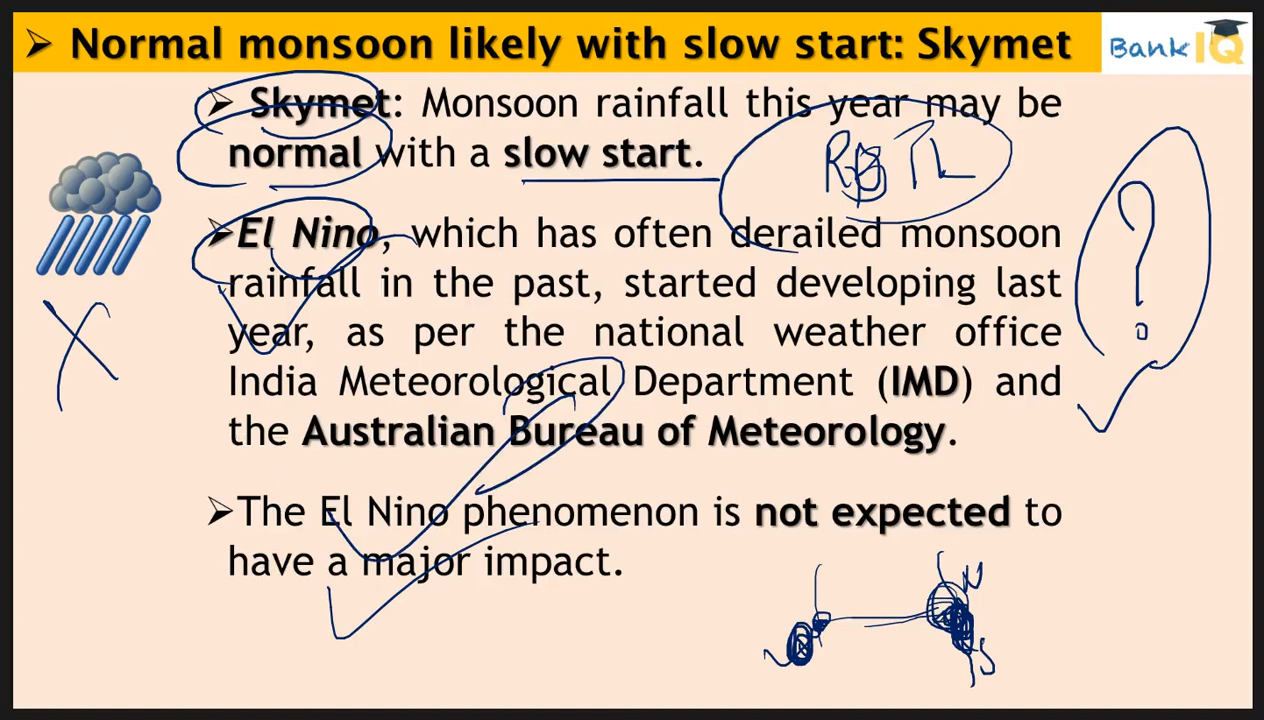 ➢ Normal monsoon likely with slow start: Skymet
Bank IQ
➢ Skymet: Monsoon rainfall this year may be
normal with a slow start.
➢El Nino, which has often derailed monsoon
rainfall in the past, started developing last
year, as per the national weather office
India Meteorological Department (IMD) and
the Australian Bureau of Meteorology.
➢The El Nino phenomenon is not expected to
have a major impact.
?
N
S